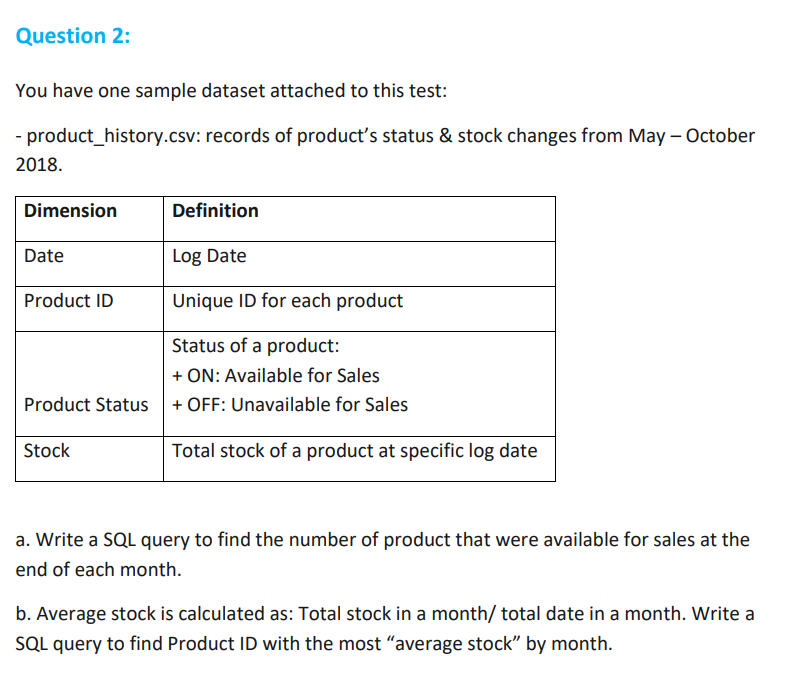 Question 2:
You have one sample dataset attached to this test:
- product_history.csv: records of product’s status & stock changes from May – October
2018.
Dimension Definition
Date Log Date
Product ID Unique ID for each product
Status of a product:
+ ON: Available for Sales
Product Status + OFF: Unavailable for Sales
Stock Total stock of a product at specific log date
a. Write a SQL query to find the number of product that were available for sales at the
end of each month.
b. Average stock is calculated as: Total stock in a month/ total date in a month. Write a
SQL query to find Product ID with the most “average stock” by month.